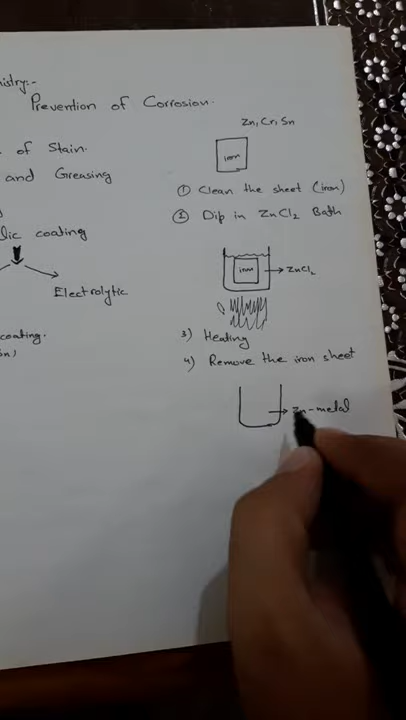 mistry:-
Prevention of Corrosion.
of Stain.
and Greasing
lic coating
Electrolytic
coating.
Zn, Cr, Sn
iron
① Clean the sheet (iron)
② Dip in ZnCl₂ Bath
iron
ZnCl₂
3) Heating
4) Remove the iron sheet
Zn-metal